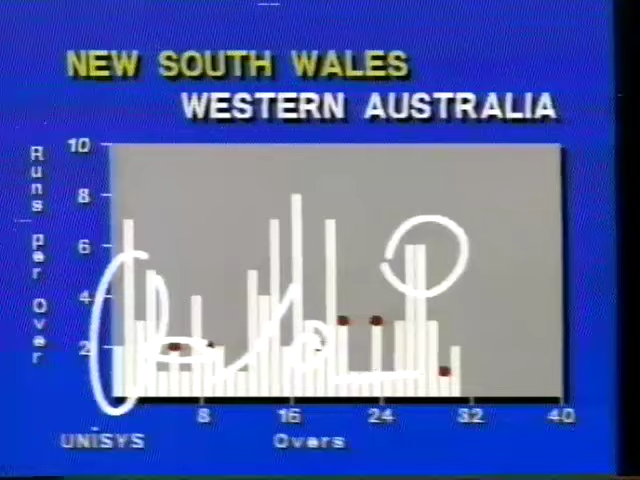 NEW SOUTH WALES
WESTERN AUSTRALIA
Runs per Over
10
8
6
4
2
8 16 24 32 40
UNISYS Overs